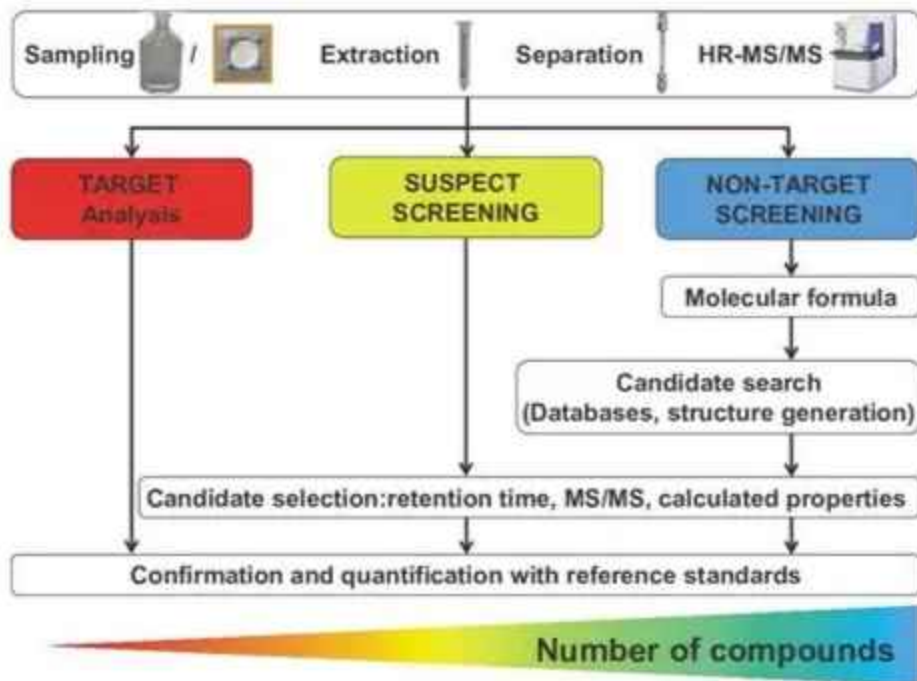 Sampling / Extraction Separation HR-MS/MS
TARGET
Analysis
SUSPECT
SCREENING
NON-TARGET
SCREENING
Molecular formula
Candidate search
(Databases, structure generation)
Candidate selection:retention time, MS/MS, calculated properties
Confirmation and quantification with reference standards
Number of compounds